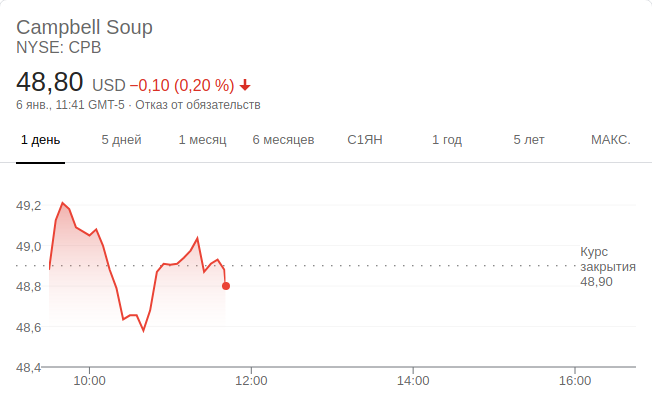 Campbell Soup
NYSE: CPB
48,80 USD −0,10 (0,20 %)
6 янв., 11:41 GMT-5 · Отказ от обязательств
1 день 5 дней 1 месяц 6 месяцев С1ЯН 1 год 5 лет МАКС.
49,2
49,0
Курс
закрытия
48,90
48,8
48,6
48,4
10:00 12:00 14:00 16:00